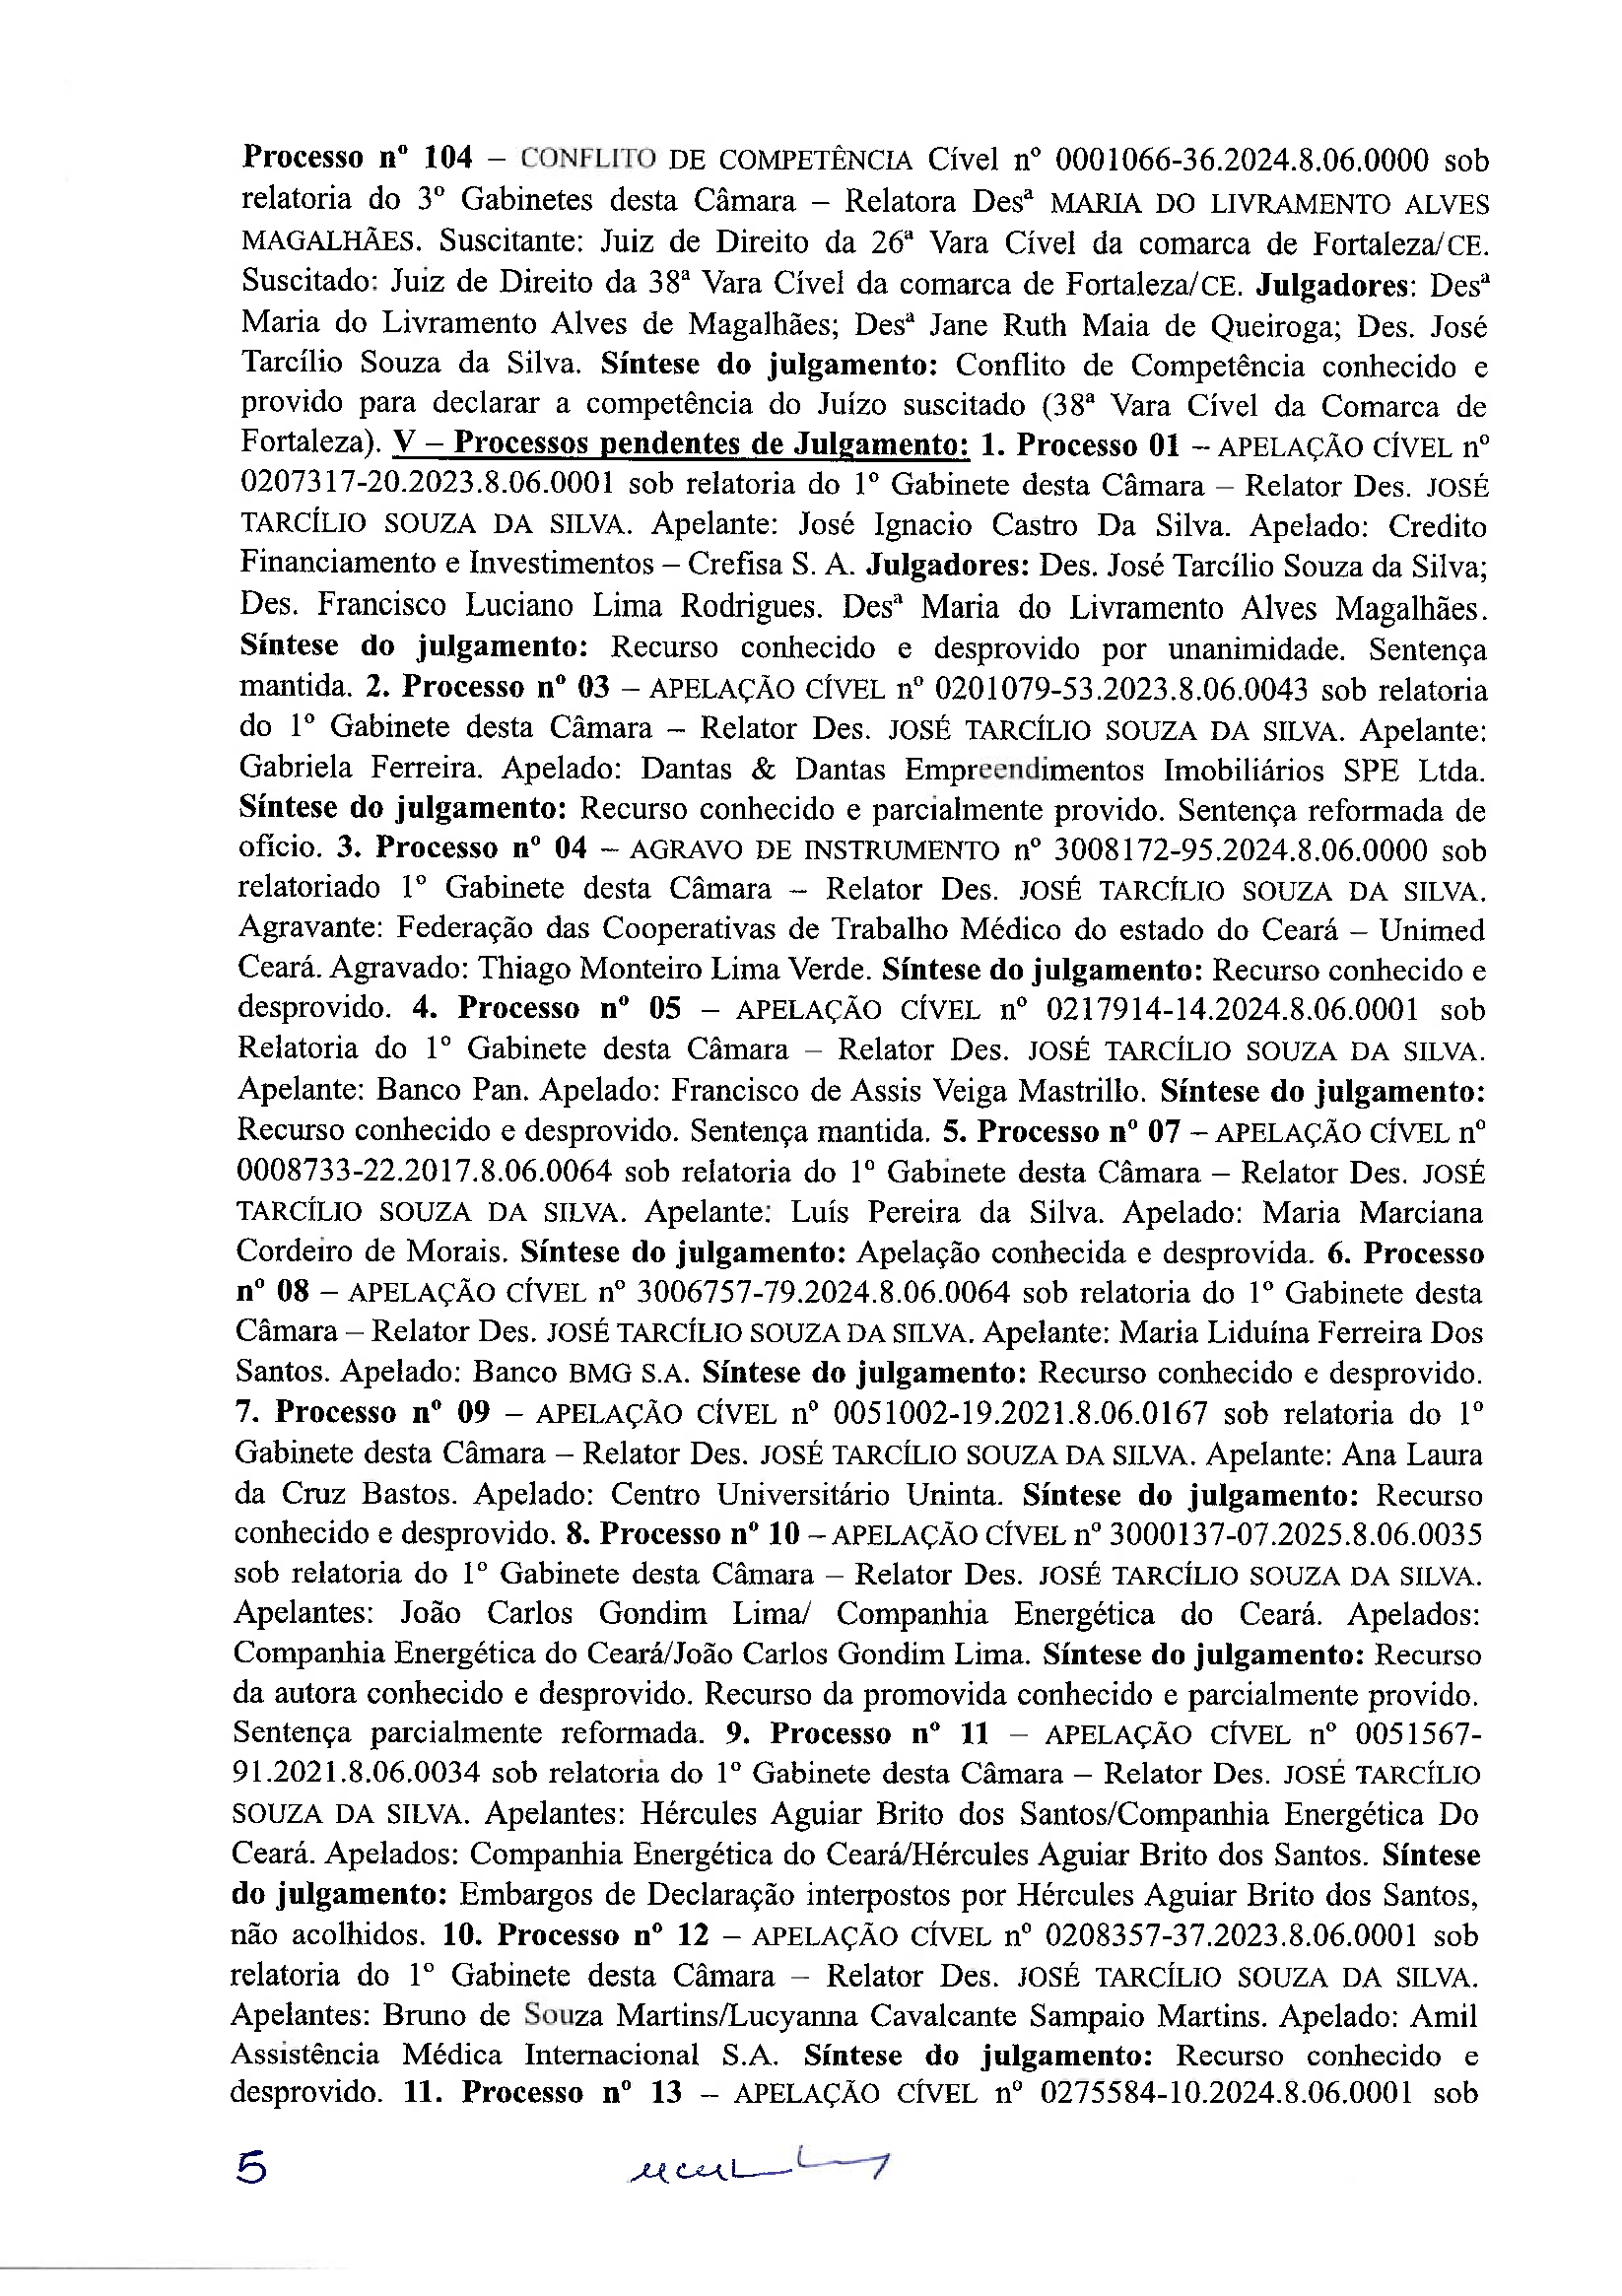 Processo nº 104 – CONFLITO DE COMPETÊNCIA Cível nº 0001066-36.2024.8.06.0000 sob
relatoria do 3º Gabinetes desta Câmara – Relatora Desª MARIA DO LIVRAMENTO ALVES
MAGALHÃES. Suscitante: Juiz de Direito da 26ª Vara Cível da comarca de Fortaleza/CE.
Suscitado: Juiz de Direito da 38ª Vara Cível da comarca de Fortaleza/CE. Julgadores: Desª
Maria do Livramento Alves de Magalhães; Desª Jane Ruth Maia de Queiroga; Des. José
Tarcílio Souza da Silva. Síntese do julgamento: Conflito de Competência conhecido e
provido para declarar a competência do Juízo suscitado (38ª Vara Cível da Comarca de
Fortaleza). V – Processos pendentes de Julgamento: 1. Processo 01 – APELAÇÃO CÍVEL nº
0207317-20.2023.8.06.0001 sob relatoria do 1º Gabinete desta Câmara – Relator Des. JOSÉ
TARCÍLIO SOUZA DA SILVA. Apelante: José Ignacio Castro Da Silva. Apelado: Credito
Financiamento e Investimentos – Crefisa S. A. Julgadores: Des. José Tarcílio Souza da Silva;
Des. Francisco Luciano Lima Rodrigues. Desª Maria do Livramento Alves Magalhães.
Síntese do julgamento: Recurso conhecido e desprovido por unanimidade. Sentença
mantida. 2. Processo nº 03 – APELAÇÃO CÍVEL nº 0201079-53.2023.8.06.0043 sob relatoria
do 1º Gabinete desta Câmara – Relator Des. JOSÉ TARCÍLIO SOUZA DA SILVA. Apelante:
Gabriela Ferreira. Apelado: Dantas & Dantas Empreendimentos Imobiliários SPE Ltda.
Síntese do julgamento: Recurso conhecido e parcialmente provido. Sentença reformada de
ofício. 3. Processo nº 04 – AGRAVO DE INSTRUMENTO nº 3008172-95.2024.8.06.0000 sob
relatoriado 1º Gabinete desta Câmara – Relator Des. JOSÉ TARCÍLIO SOUZA DA SILVA.
Agravante: Federação das Cooperativas de Trabalho Médico do estado do Ceará – Unimed
Ceará. Agravado: Thiago Monteiro Lima Verde. Síntese do julgamento: Recurso conhecido e
desprovido. 4. Processo nº 05 – APELAÇÃO CÍVEL nº 0217914-14.2024.8.06.0001 sob
Relatoria do 1º Gabinete desta Câmara – Relator Des. JOSÉ TARCÍLIO SOUZA DA SILVA.
Apelante: Banco Pan. Apelado: Francisco de Assis Veiga Mastrillo. Síntese do julgamento:
Recurso conhecido e desprovido. Sentença mantida. 5. Processo nº 07 – APELAÇÃO CÍVEL nº
0008733-22.2017.8.06.0064 sob relatoria do 1º Gabinete desta Câmara – Relator Des. JOSÉ
TARCÍLIO SOUZA DA SILVA. Apelante: Luís Pereira da Silva. Apelado: Maria Marciana
Cordeiro de Morais. Síntese do julgamento: Apelação conhecida e desprovida. 6. Processo
nº 08 – APELAÇÃO CÍVEL nº 3006757-79.2024.8.06.0064 sob relatoria do 1º Gabinete desta
Câmara – Relator Des. JOSÉ TARCÍLIO SOUZA DA SILVA. Apelante: Maria Liduína Ferreira Dos
Santos. Apelado: Banco BMG S.A. Síntese do julgamento: Recurso conhecido e desprovido.
7. Processo nº 09 – APELAÇÃO CÍVEL nº 0051002-19.2021.8.06.0167 sob relatoria do 1º
Gabinete desta Câmara – Relator Des. JOSÉ TARCÍLIO SOUZA DA SILVA. Apelante: Ana Laura
da Cruz Bastos. Apelado: Centro Universitário Uninta. Síntese do julgamento: Recurso
conhecido e desprovido. 8. Processo nº 10 – APELAÇÃO CÍVEL nº 3000137-07.2025.8.06.0035
sob relatoria do 1º Gabinete desta Câmara – Relator Des. JOSÉ TARCÍLIO SOUZA DA SILVA.
Apelantes: João Carlos Gondim Lima/ Companhia Energética do Ceará. Apelados:
Companhia Energética do Ceará/João Carlos Gondim Lima. Síntese do julgamento: Recurso
da autora conhecido e desprovido. Recurso da promovida conhecido e parcialmente provido.
Sentença parcialmente reformada. 9. Processo nº 11 – APELAÇÃO CÍVEL nº 0051567-
91.2021.8.06.0034 sob relatoria do 1º Gabinete desta Câmara – Relator Des. JOSÉ TARCÍLIO
SOUZA DA SILVA. Apelantes: Hércules Aguiar Brito dos Santos/Companhia Energética Do
Ceará. Apelados: Companhia Energética do Ceará/Hércules Aguiar Brito dos Santos. Síntese
do julgamento: Embargos de Declaração interpostos por Hércules Aguiar Brito dos Santos,
não acolhidos. 10. Processo nº 12 – APELAÇÃO CÍVEL nº 0208357-37.2023.8.06.0001 sob
relatoria do 1º Gabinete desta Câmara – Relator Des. JOSÉ TARCÍLIO SOUZA DA SILVA.
Apelantes: Bruno de Souza Martins/Lucyanna Cavalcante Sampaio Martins. Apelado: Amil
Assistência Médica Internacional S.A. Síntese do julgamento: Recurso conhecido e
desprovido. 11. Processo nº 13 – APELAÇÃO CÍVEL nº 0275584-10.2024.8.06.0001 sob
5